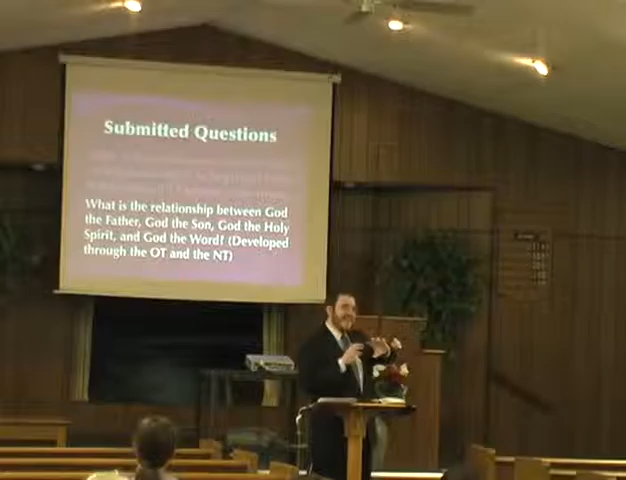 Submitted Questions
What is the relationship between God
the Father, God the Son, God the Holy
Spirit, and God the Word? (Developed
through the OT and the NT)